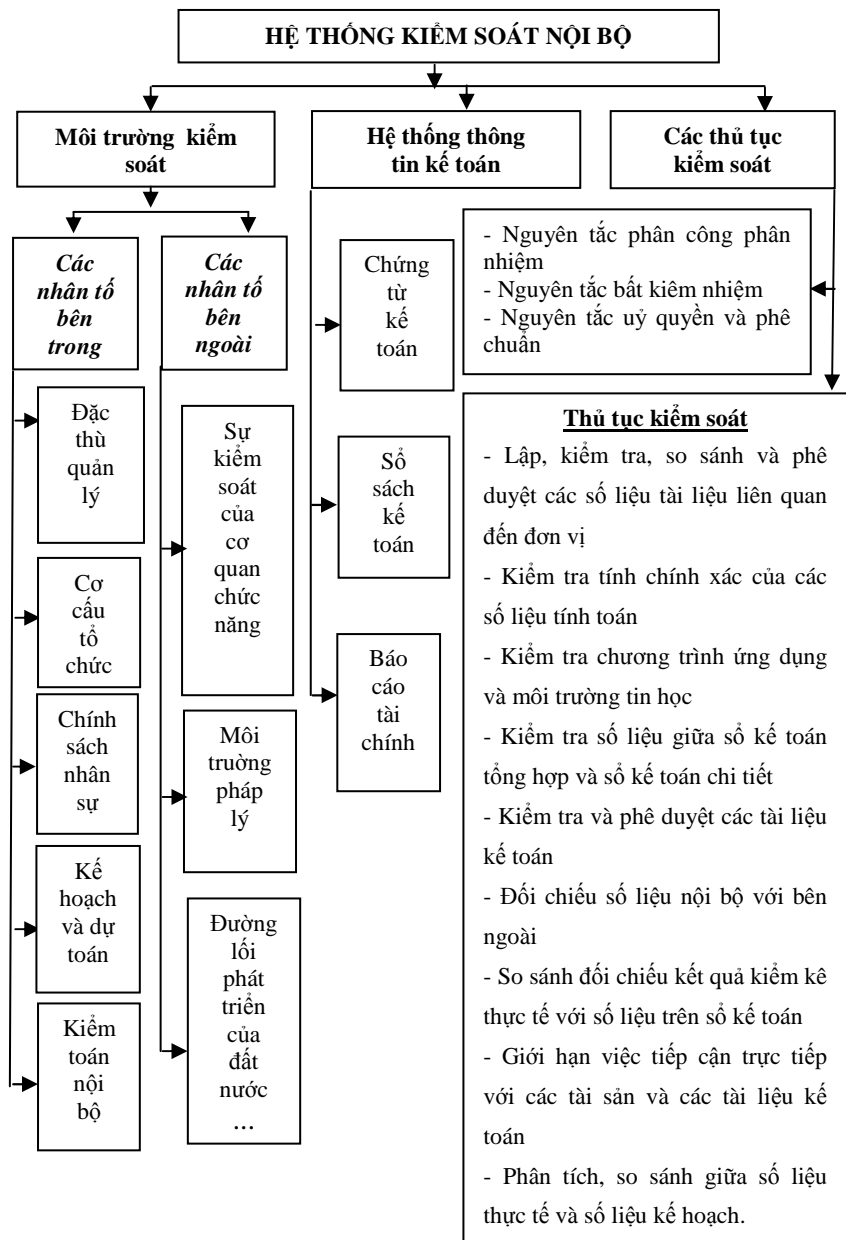 HỆ THỐNG KIỂM SOÁT NỘI BỘ
Môi trường kiểm
soát
Hệ thống thông
tin kế toán
Các thủ tục
kiểm soát
Các
nhân tố
bên
trong
Các
nhân tố
bên
ngoài
Đặc
thù
quản
lý
Cơ
cấu tổ
chức
Chính
sách
nhân
sự
Kế
hoạch
và dự
toán
Kiểm
toán
nội
bộ
Sự
kiểm
soát
của
cơ
quan
chức
năng
Môi
truờng
pháp
lý
Đường
lối
phát
triển
của
đất
nước
...
Chứng
từ
kế
toán
Sổ
sách
kế
toán
Báo
cáo
tài
chính
- Nguyên tắc phân công phân
nhiệm
- Nguyên tắc bất kiêm nhiệm
- Nguyên tắc uỷ quyền và phê
chuẩn
Thủ tục kiểm soát
- Lập, kiểm tra, so sánh và phê
duyệt các số liệu tài liệu liên quan
đến đơn vị
- Kiểm tra tính chính xác của các
số liệu tính toán
- Kiểm tra chương trình ứng dụng
và môi trường tin học
- Kiểm tra số liệu giữa sổ kế toán
tổng hợp và sổ kế toán chi tiết
- Kiểm tra và phê duyệt các tài liệu
kế toán
- Đối chiếu số liệu nội bộ với bên
ngoài
- So sánh đối chiếu kết quả kiểm kê
thực tế với số liệu trên sổ kế toán
- Giới hạn việc tiếp cận trực tiếp
với các tài sản và các tài liệu kế
toán
- Phân tích, so sánh giữa số liệu
thực tế và số liệu kế hoạch.